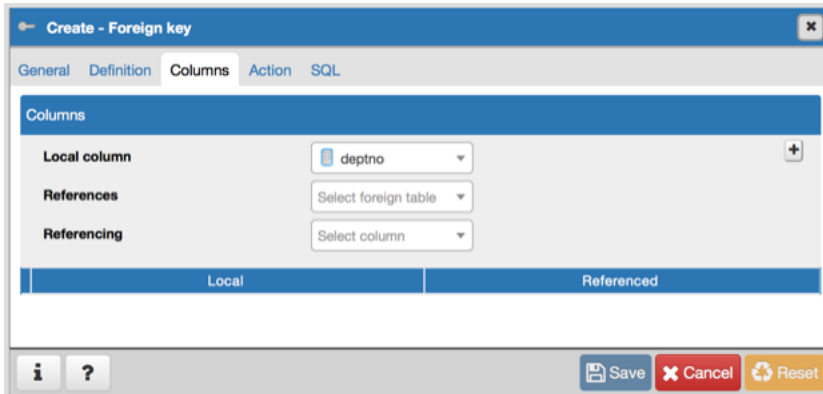 Create - Foreign key
General Definition Columns Action SQL
Columns
Local column deptno
References Select foreign table
Referencing Select column
Local Referenced
i ? Save Cancel Reset